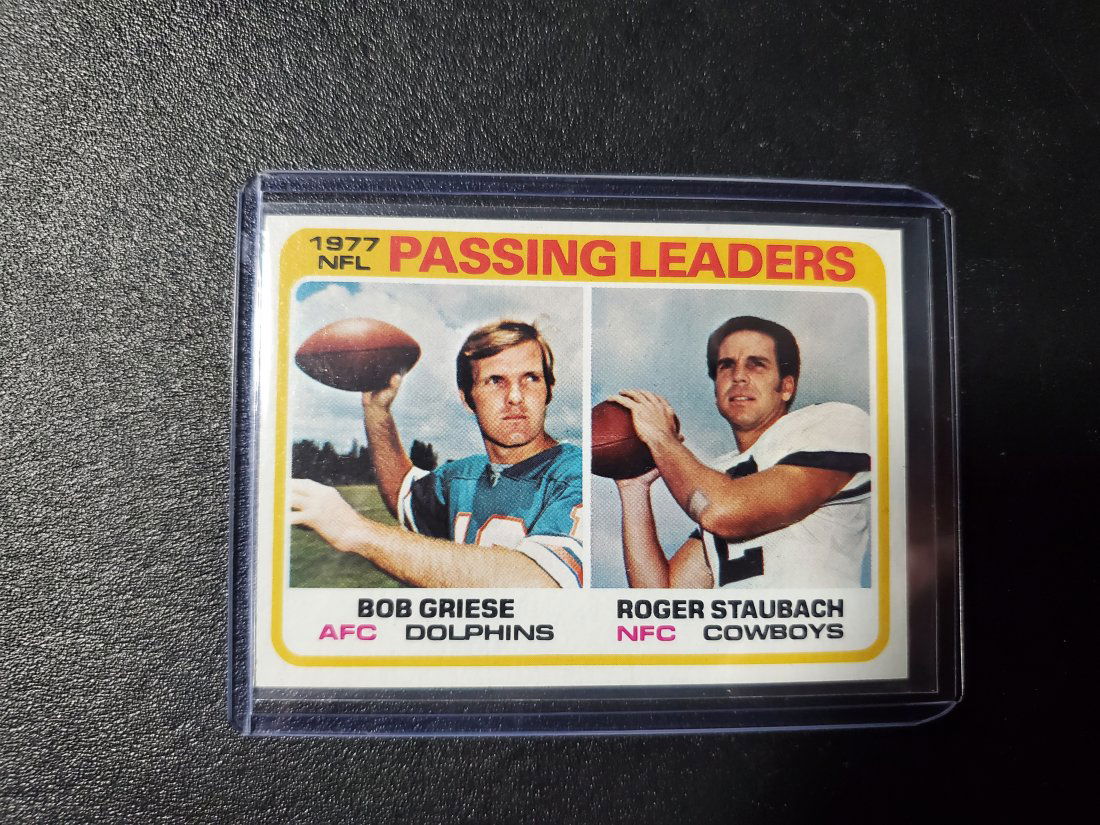 1977
NFL
PASSING LEADERS
BOB GRIESE
AFC DOLPHINS
ROGER STAUBACH
NFC COWBOYS